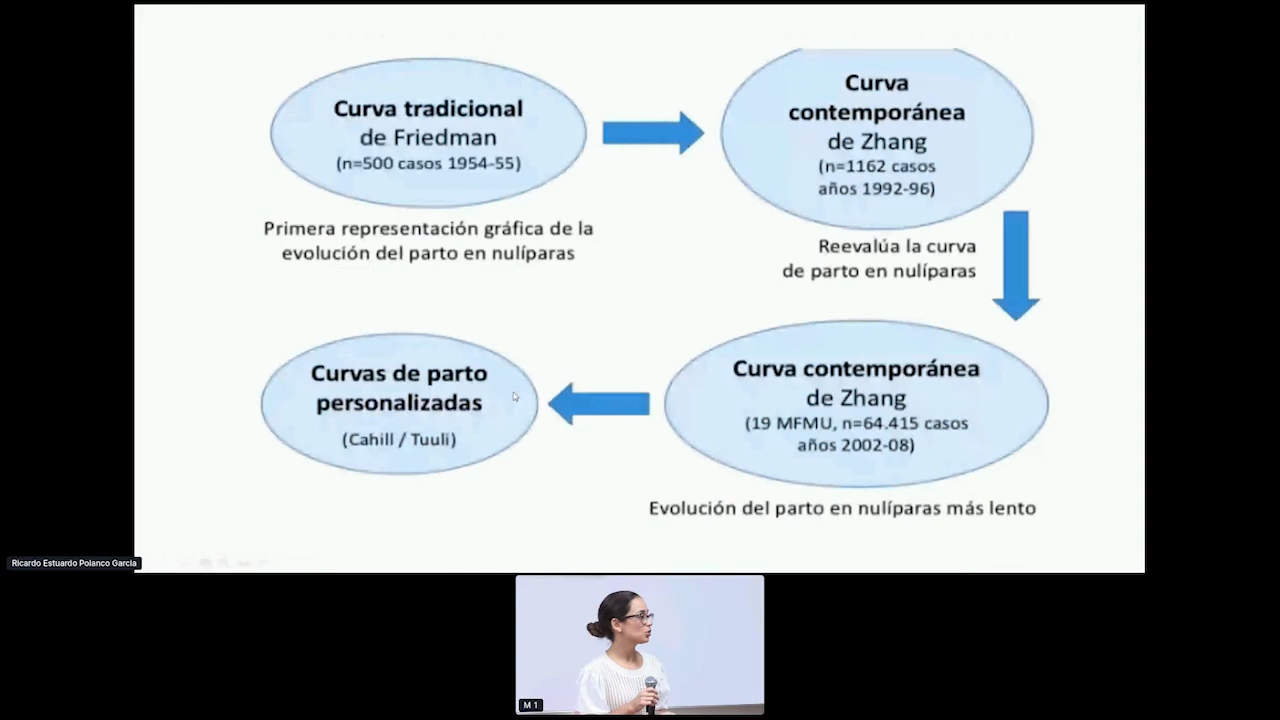 Curva tradicional
de Friedman
(n=500 casos 1954-55)
Primera representación gráfica de la
evolución del parto en nulíparas
Curva
contemporánea
de Zhang
(n=1162 casos
años 1992-96)
Reevalúa la curva
de parto en nulíparas
Curva contemporánea
de Zhang
(19 MFMU, n=64.415 casos
años 2002-08)
Evolución del parto en nulíparas más lento
Curvas de parto
personalizadas
(Cahill / Tuuli)
Ricardo Estuardo Polanco Garcia
M 1